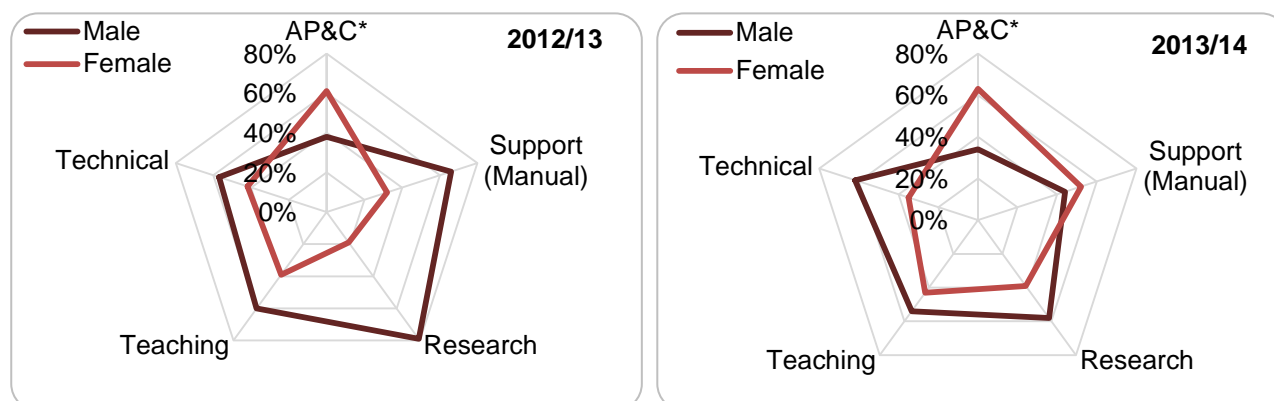 Male
Female
AP&C*
2012/13
80%
60%
40%
20%
0%
Technical
Support
(Manual)
Teaching
Research
Male
Female
AP&C*
2013/14
80%
60%
40%
20%
0%
Technical
Support
(Manual)
Teaching
Research